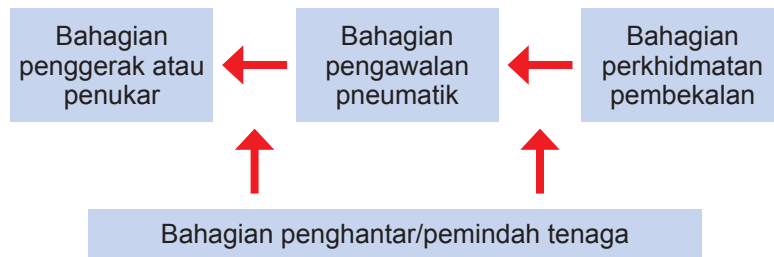 Bahagian
penggerak atau
penukar
Bahagian
pengawalan
pneumatik
Bahagian
perkhidmatan
pembekalan
Bahagian penghantar/pemindah tenaga